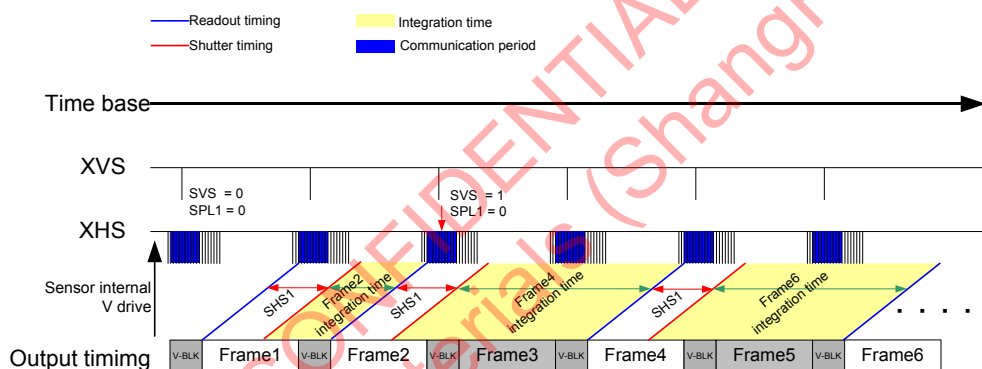 Readout timing
Integration time
Shutter timing
Communication period
Time base
XVS
SVS = 0
SPL1 = 0
SVS = 1
SPL1 = 0
XHS
Sensor internal
V drive
SHS1
Frame2
integration time
SHS1
Frame4
integration time
SHS1
Frame6
integration time
. . . .
Output timimg
V-BLK Frame1 V-BLK Frame2 V-BLK Frame3 V-BLK Frame4 V-BLK Frame5 V-BLK Frame6
CONFIDENTIAL